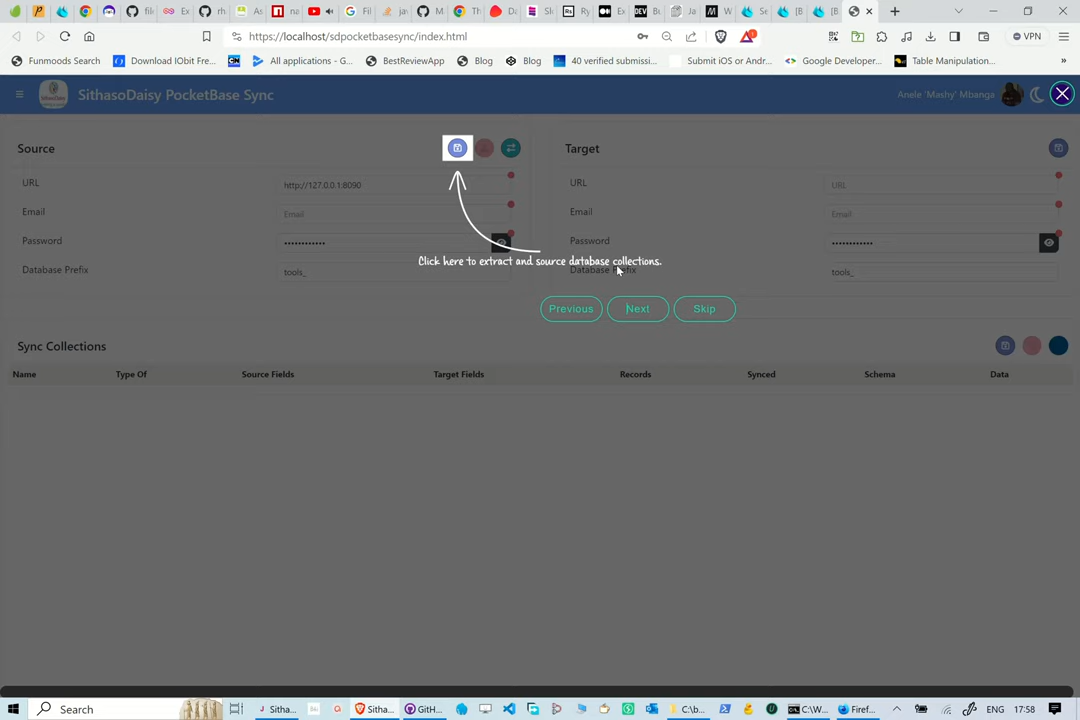 https://localhost/sdpocketbasesync/index.html
VPN
Funmoods Search
Download IObit Fre...
All applications - G...
BestReviewApp
Blog
Blog
40 verified submissi...
Submit iOS or Andr...
Google Developer...
Table Manipulation...
SithasoDaisy PocketBase Sync
Anele 'Mashy' Mbanga
Source
URL
http://127.0.0.1:8090
Email
Email
Password
Database Prefix
tools_
Target
URL
URL
Email
Email
Password
Database Prefix
tools_
Click here to extract and source database collections.
Previous
Next
Skip
Sync Collections
Name Type Of Source Fields Target Fields Records Synced Schema Data
Search
Sitha...
Sitha...
GitH...
C:\b...
C:\W...
Firef...
ENG
17:58